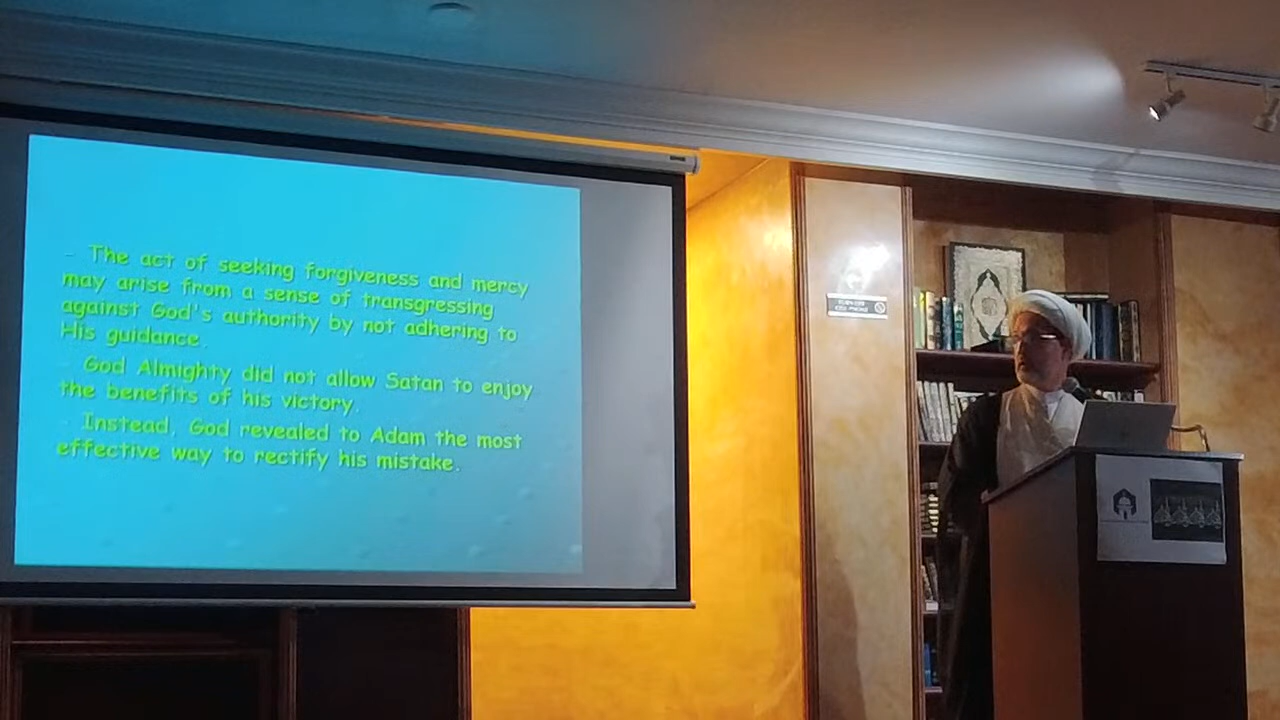 - The act of seeking forgiveness and mercy
may arise from a sense of transgressing
against God's authority by not adhering to
His guidance.
God Almighty did not allow Satan to enjoy
the benefits of his victory.
Instead, God revealed to Adam the most
effective way to rectify his mistake.